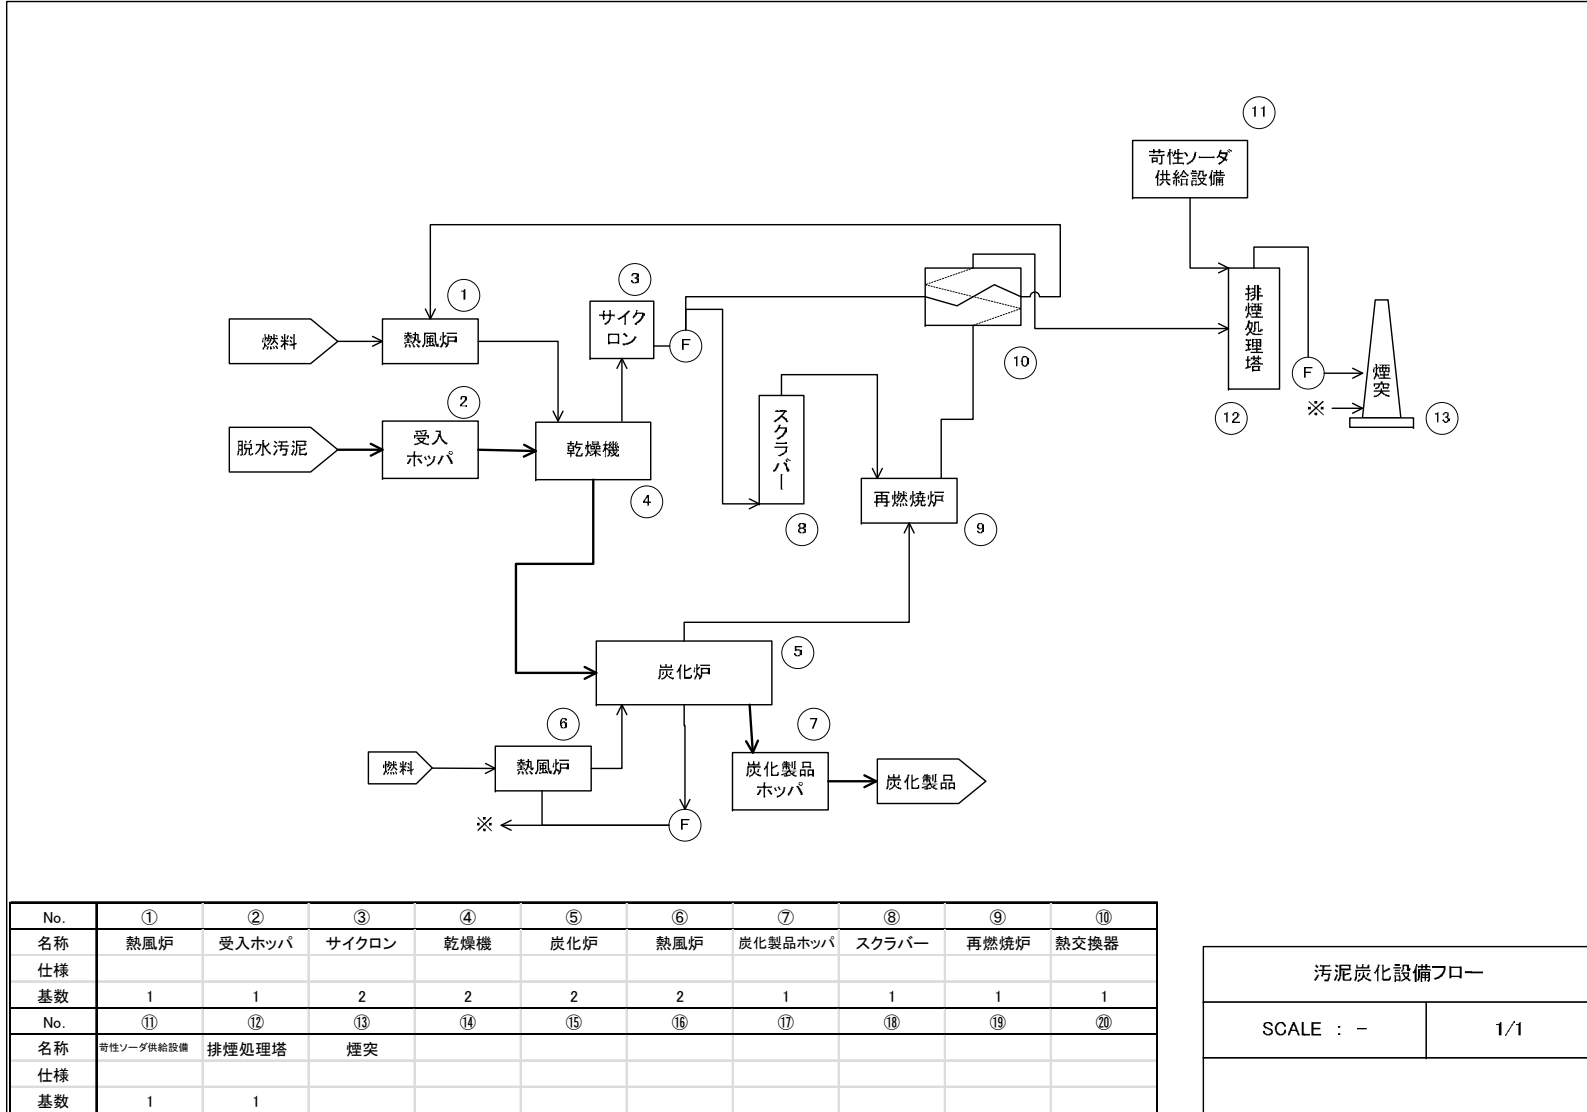 ⑪
苛性ソーダ
供給設備
③
①
サイク
ロン
F
排煙処理塔
燃料
熱風炉
⑩
F
煙突
②
スクラバー
※
⑫
⑬
脱水汚泥
受入
ホッパ
乾燥機
④
⑧
再燃焼炉
⑨
炭化炉
⑤
⑥
⑦
燃料
熱風炉
炭化製品
ホッパ
炭化製品
※
F
No. ① ② ③ ④ ⑤ ⑥ ⑦ ⑧ ⑨ ⑩
名称 熱風炉 受入ホッパ サイクロン 乾燥機 炭化炉 熱風炉 炭化製品ホッパ スクラバー 再燃焼炉 熱交換器
仕様
基数 1 1 2 2 2 2 1 1 1 1
No. ⑪ ⑫ ⑬ ⑭ ⑮ ⑯ ⑰ ⑱ ⑲ ⑳
名称 苛性ソーダ供給設備 排煙処理塔 煙突
仕様
基数 1 1
汚泥炭化設備フロー
SCALE : - 1/1